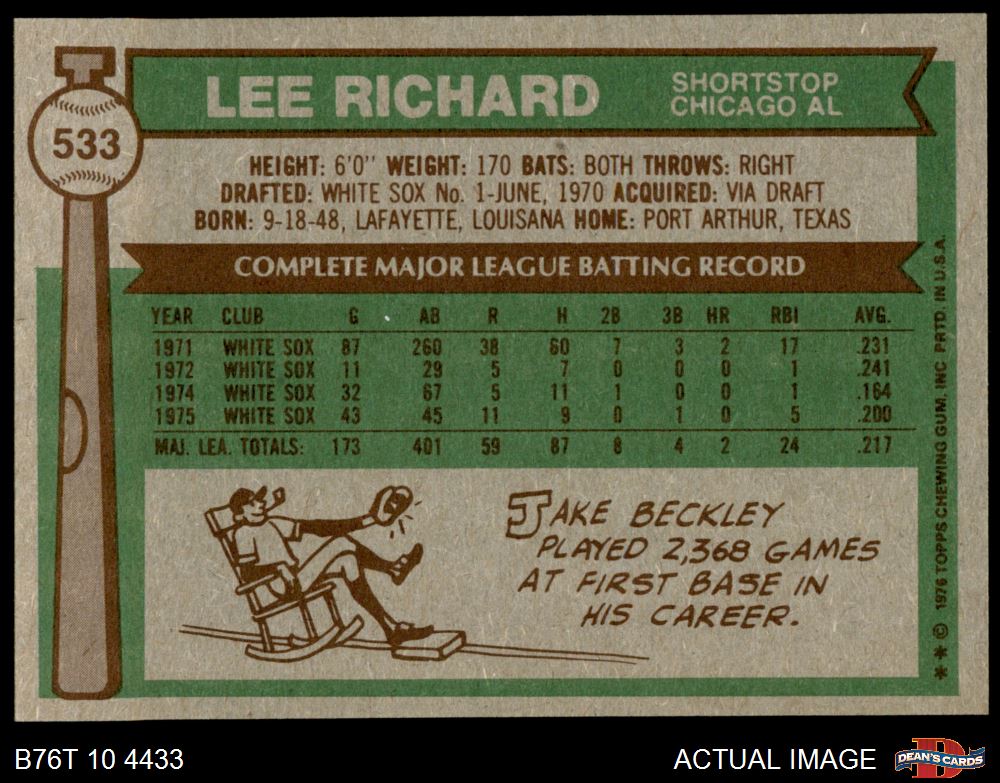 533
LEE RICHARD
SHORTSTOP
CHICAGO AL
HEIGHT: 6'0" WEIGHT: 170 BATS: BOTH THROWS: RIGHT
DRAFTED: WHITE SOX No. 1-JUNE, 1970 ACQUIRED: VIA DRAFT
BORN: 9-18-48, LAFAYETTE, LOUISIANA HOME: PORT ARTHUR, TEXAS
COMPLETE MAJOR LEAGUE BATTING RECORD
YEAR CLUB G AB R H 2B 3B HR RBI AVG.
1971 WHITE SOX 87 260 38 60 7 3 2 17 .231
1972 WHITE SOX 11 29 5 7 0 0 0 1 .241
1974 WHITE SOX 32 67 5 11 1 0 0 1 .164
1975 WHITE SOX 43 45 11 9 0 1 0 5 .200
MAJ. LEA. TOTALS: 173 401 59 87 8 4 2 24 .217
JAKE BECKLEY
PLAYED 2,368 GAMES
AT FIRST BASE IN
HIS CAREER.
** © 1976 TOPPS CHEWING GUM, INC PRTD. IN U.S.A.
B76T 10 4433
ACTUAL IMAGE
D
DEAN'S CARDS